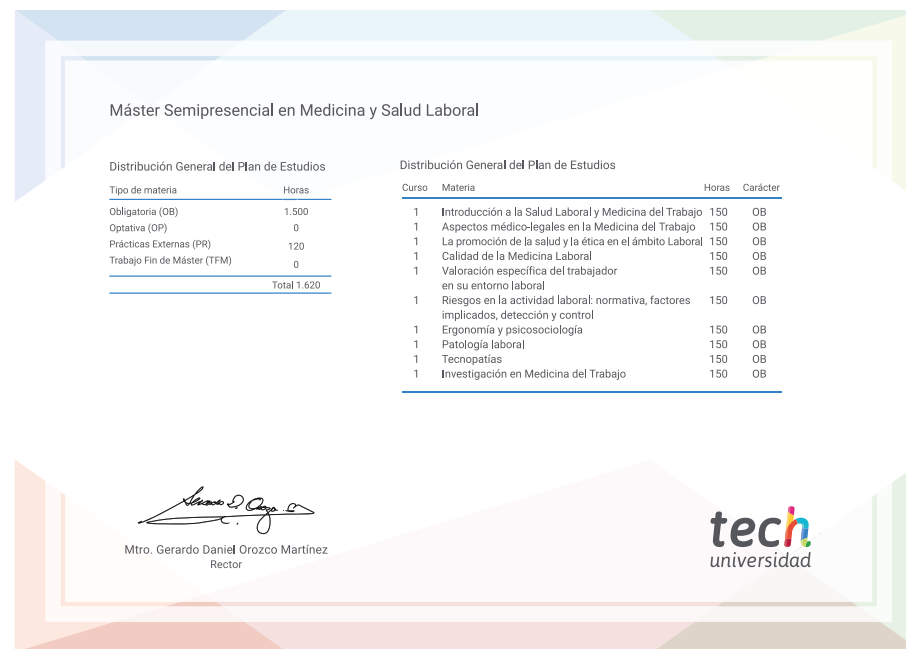 Máster Semipresencial en Medicina y Salud Laboral
Distribución General del Plan de Estudios
Tipo de materia Horas
Obligatoria (OB) 1.500
Optativa (OP) 0
Prácticas Externas (PR) 120
Trabajo Fin de Máster (TFM) 0
Total 1.620
Distribución General del Plan de Estudios
Curso Materia Horas Carácter
1 Introducción a la Salud Laboral y Medicina del Trabajo 150 OB
1 Aspectos médico-legales en la Medicina del Trabajo 150 OB
1 La promoción de la salud y la ética en el ámbito Laboral 150 OB
1 Calidad de la Medicina Laboral 150 OB
1 Valoración específica del trabajador 150 OB
en su entorno laboral
1 Riesgos en la actividad laboral: normativa, factores 150 OB
implicados, detección y control
1 Ergonomía y psicosociología 150 OB
1 Patología laboral 150 OB
1 Tecnopatías 150 OB
1 Investigación en Medicina del Trabajo 150 OB
Mtro. Gerardo Daniel Orozco Martínez
Rector
tech
universidad